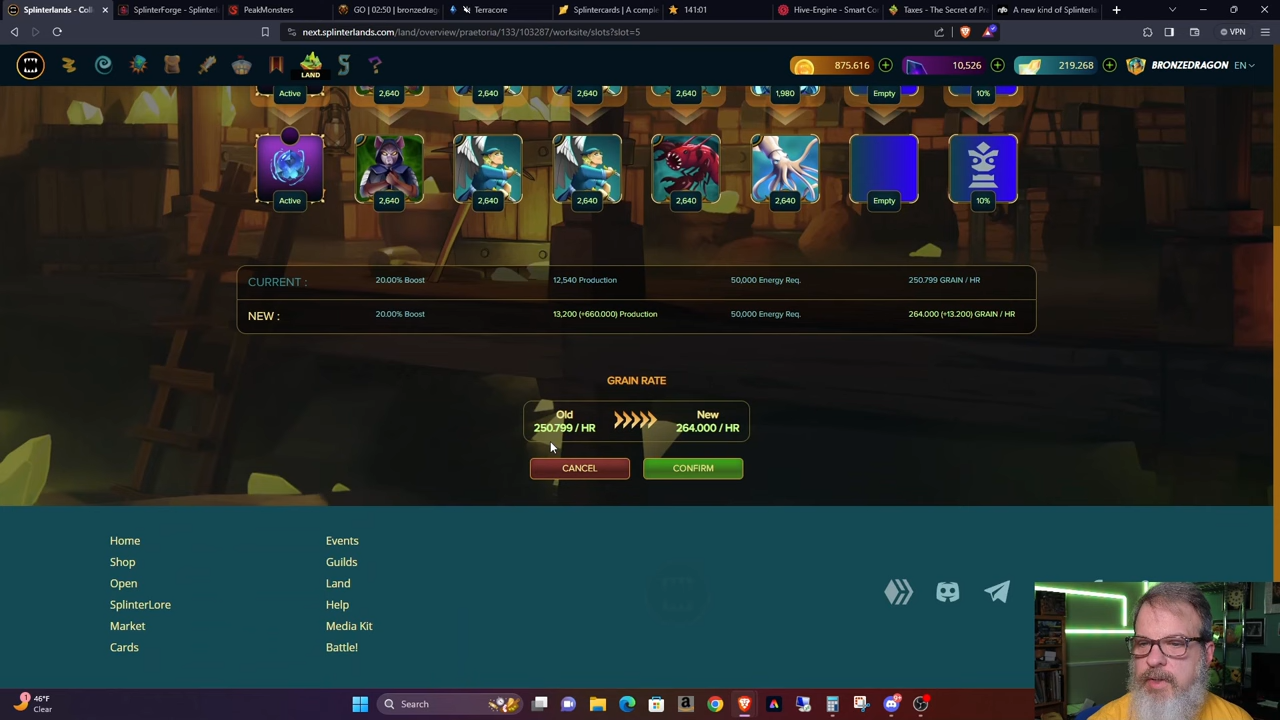 Splinterlands - Coll
SplinterForge - Splinterl
PeakMonsters
GO | 02:50 | bronzedrag
Terracore
Splintercards | A comple
141:01
Hive-Engine - Smart Co
Taxes - The Secret of Pra
A new kind of Splinterla
next.splinterlands.com/land/overview/praetoria/133/103287/worksite/slots?slot=5
VPN
LAND
875.616
10,526
219.268
BRONZEDRAGON
EN
Active
2,640
2,640
2,640
2,640
1,980
Empty
10%
Active
2,640
2,640
2,640
2,640
2,640
Empty
10%
CURRENT :
20.00% Boost
12,540 Production
50,000 Energy Req.
250.799 GRAIN / HR
NEW :
20.00% Boost
13,200 (+660.000) Production
50,000 Energy Req.
264.000 (+13.200) GRAIN / HR
GRAIN RATE
Old
250.799 / HR
New
264.000 / HR
CANCEL
CONFIRM
Home
Shop
Open
SplinterLore
Market
Cards
Events
Guilds
Land
Help
Media Kit
Battle!
46°F
Clear
Search